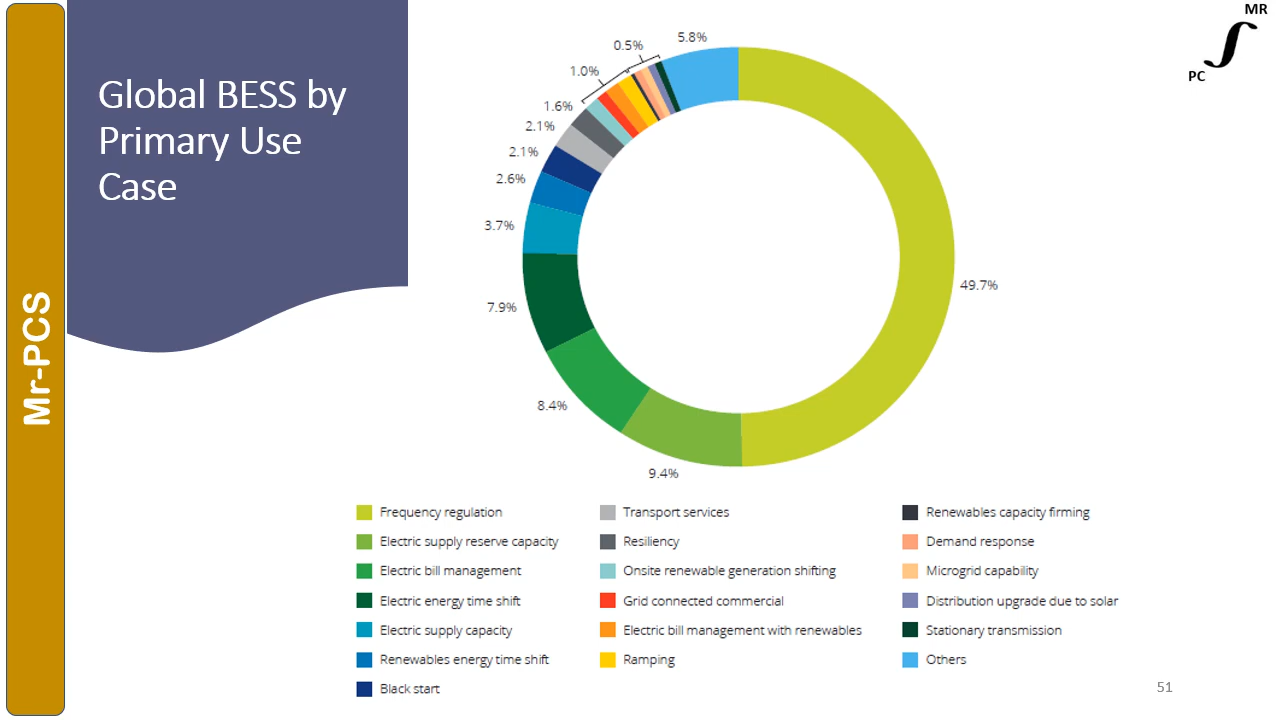 MR
PC
Mr-PCS
Global BESS by
Primary Use
Case
0.5%
5.8%
1.0%
1.6%
2.1%
2.1%
2.6%
3.7%
7.9%
8.4%
9.4%
49.7%
Frequency regulation
Electric supply reserve capacity
Electric bill management
Electric energy time shift
Electric supply capacity
Renewables energy time shift
Black start
Transport services
Resiliency
Onsite renewable generation shifting
Grid connected commercial
Electric bill management with renewables
Ramping
Renewables capacity firming
Demand response
Microgrid capability
Distribution upgrade due to solar
Stationary transmission
Others
51